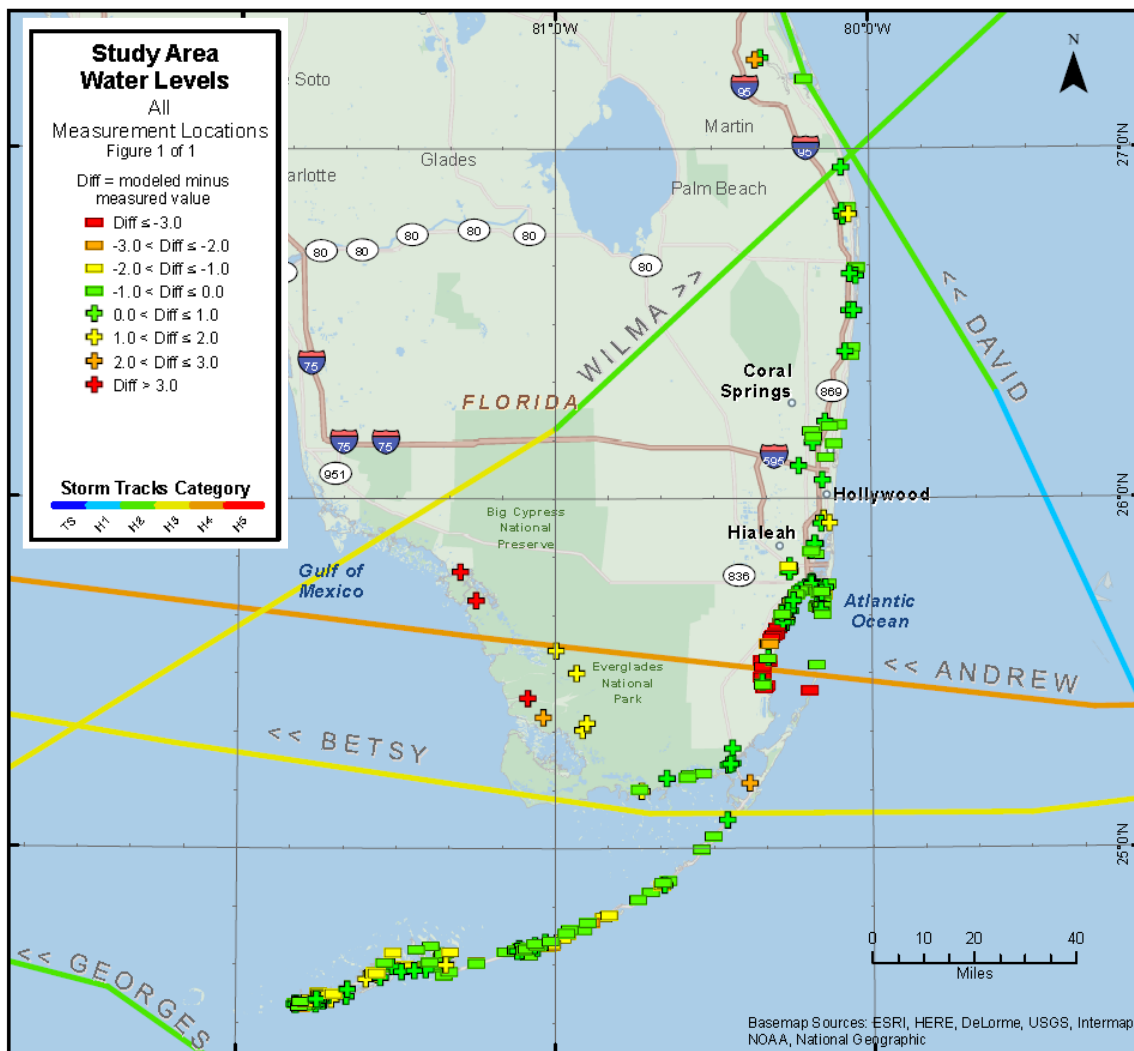 81°0'W
80°0'W
Study Area
Water Levels
All
Measurement Locations
Figure 1 of 1
Diff = modeled minus
measured value
Diff ≤ -3.0
-3.0 < Diff ≤ -2.0
-2.0 < Diff ≤ -1.0
-1.0 < Diff ≤ 0.0
0.0 < Diff ≤ 1.0
1.0 < Diff ≤ 2.0
2.0 < Diff ≤ 3.0
Diff > 3.0
Storm Tracks Category
TS
H1
H2
H3
H4
H5
Soto
N
95
Martin
95
27°0'N
Glades
arlotte
Palm Beach
80
80
80
80
80
80
WILMA >>
<< DAVID
75
Coral
Springs
869
FLORIDA
75
75
951
595
Hollywood
26°0'N
Big Cypress
National
Preserve
Hialeah
836
Gulf of
Mexico
Atlantic
Ocean
Everglades
National
Park
<< ANDREW
<< BETSY
25°0'N
<< GEORGES
0 10 20 30 40
Miles
Basemap Sources: ESRI, HERE, DeLorme, USGS, Intermap
NOAA, National Geographic